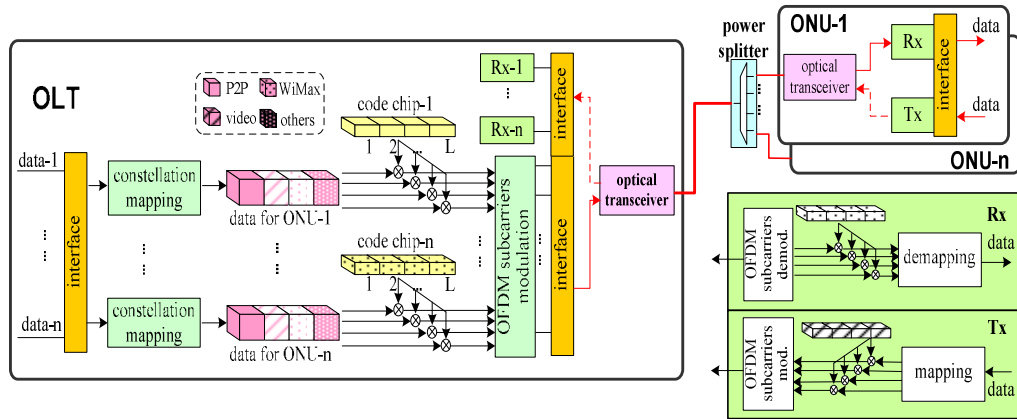 OLT
P2P
WiMax
video
others
data-1
data-n
interface
constellation
mapping
constellation
mapping
data for ONU-1
data for ONU-n
code chip-1
1 2 ... L
code chip-n
1 2 ... L
OFDM subcarriers
modulation
Rx-1
Rx-n
interface
interface
optical
transceiver
power
splitter
ONU-1
optical
transceiver
Rx
Tx
interface
data
data
ONU-n
OFDM
subcarriers
demod.
demapping
Rx
data
OFDM
subcarriers
mod.
mapping
Tx
data